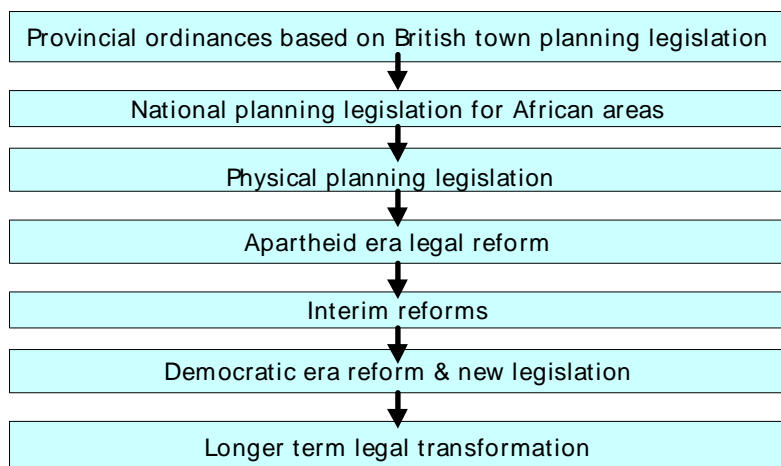 Provincial ordinances based on British town planning legislation
National planning legislation for African areas
Physical planning legislation
Apartheid era legal reform
Interim reforms
Democratic era reform & new legislation
Longer term legal transformation